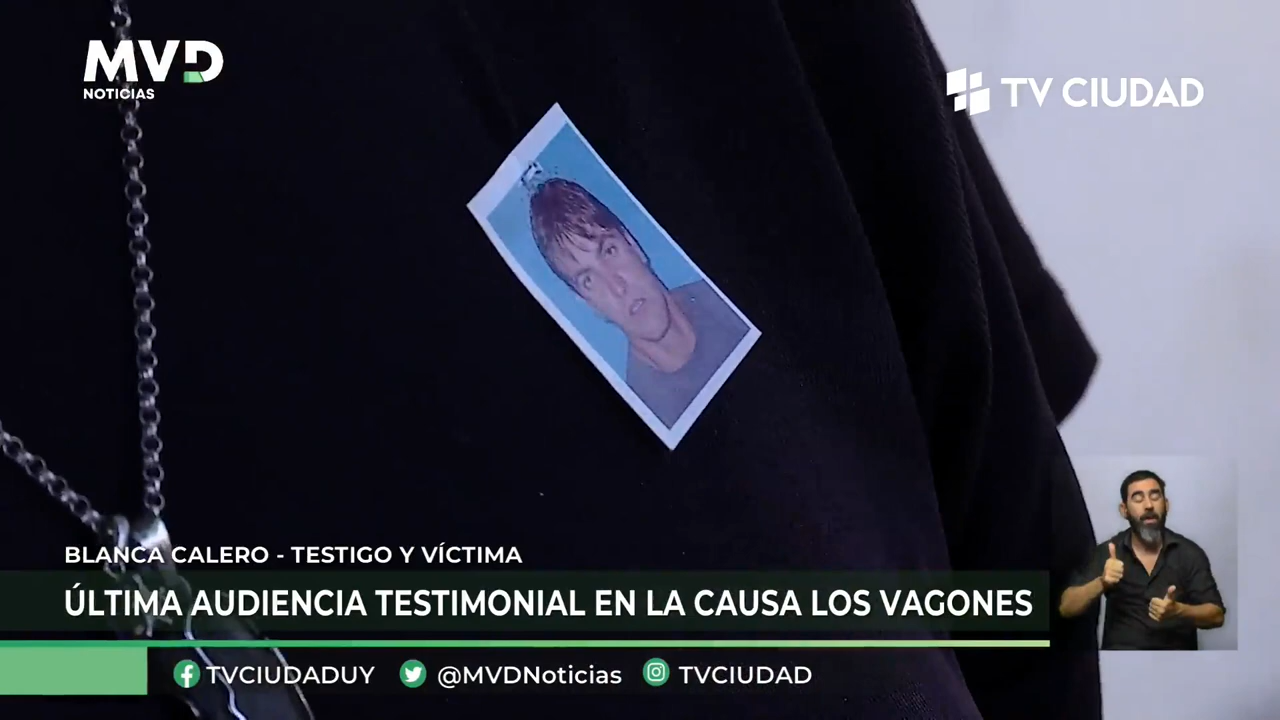 MVD
NOTICIAS
TV CIUDAD
BLANCA CALERO - TESTIGO Y VÍCTIMA
ÚLTIMA AUDIENCIA TESTIMONIAL EN LA CAUSA LOS VAGONES
TVCIUDADUY @MVDNoticias TVCIUDAD